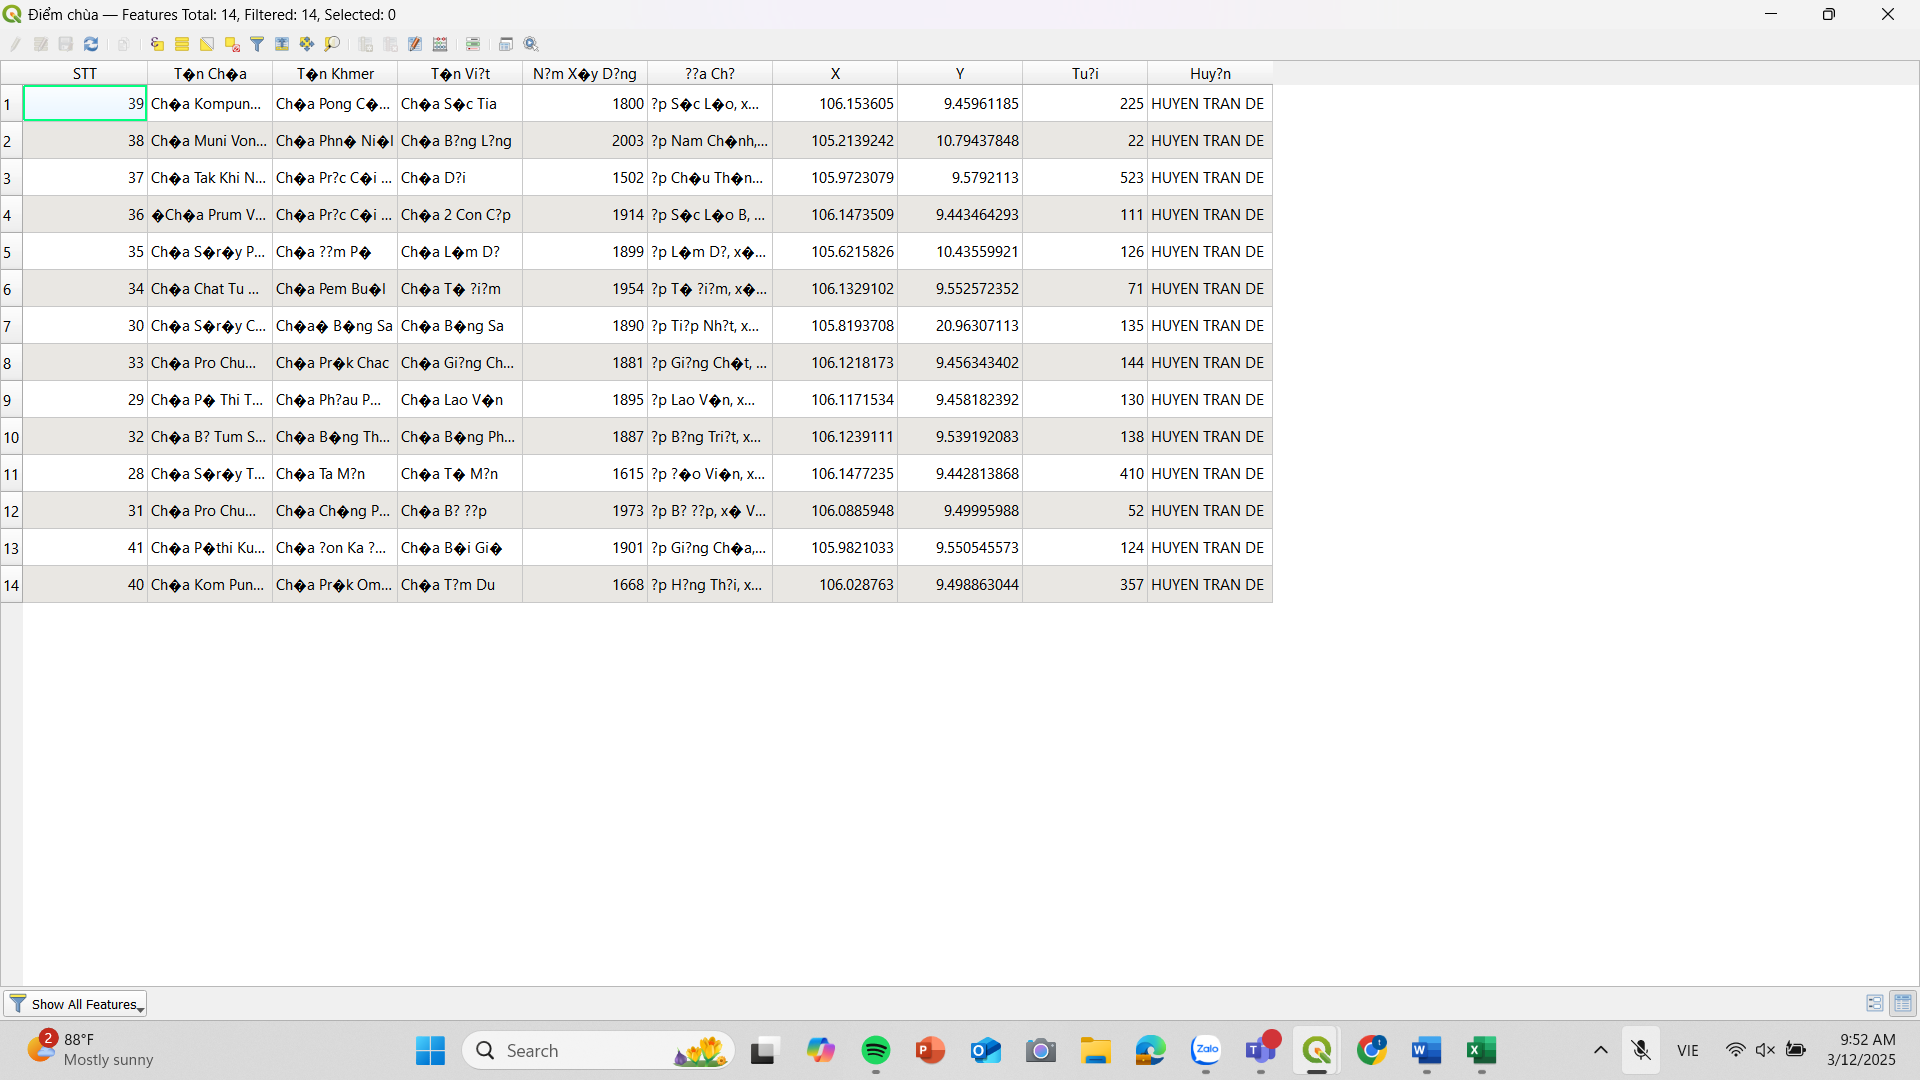 Điểm chùa — Features Total: 14, Filtered: 14, Selected: 0
STT T�n Ch�a T�n Khmer T�n Vi?t N?m X�y D?ng ??a Ch? X Y Tu?i Huy?n
1 39 Ch�a Kompun... Ch�a Pong C�... Ch�a S�c Tia 1800 ?p S�c L�o, x... 106.153605 9.45961185 225 HUYEN TRAN DE
2 38 Ch�a Muni Von... Ch�a Phn� Ni�l Ch�a B?ng L?ng 2003 ?p Nam Ch�nh,... 105.2139242 10.79437848 22 HUYEN TRAN DE
3 37 Ch�a Tak Khi N... Ch�a Pr?c C�i ... Ch�a D?i 1502 ?p Ch�u Th�n... 105.9723079 9.5792113 523 HUYEN TRAN DE
4 36 �Ch�a Prum V... Ch�a Pr?c C�i ... Ch�a 2 Con C?p 1914 ?p S�c L�o B, ... 106.1473509 9.443464293 111 HUYEN TRAN DE
5 35 Ch�a S�r�y P... Ch�a ??m P� Ch�a L�m D? 1899 ?p L�m D?, x�... 105.6215826 10.43559921 126 HUYEN TRAN DE
6 34 Ch�a Chat Tu ... Ch�a Pem Bu�l Ch�a T� ?i?m 1954 ?p T� ?i?m, x�... 106.1329102 9.552572352 71 HUYEN TRAN DE
7 30 Ch�a S�r�y C... Ch�a� B�ng Sa Ch�a B�ng Sa 1890 ?p Ti?p Nh?t, x... 105.8193708 20.96307113 135 HUYEN TRAN DE
8 33 Ch�a Pro Chu... Ch�a Pr�k Chac Ch�a Gi?ng Ch... 1881 ?p Gi?ng Ch�t, ... 106.1218173 9.456343402 144 HUYEN TRAN DE
9 29 Ch�a P� Thi T... Ch�a Ph?au P... Ch�a Lao V�n 1895 ?p Lao V�n, x... 106.1171534 9.458182392 130 HUYEN TRAN DE
10 32 Ch�a B? Tum S... Ch�a B�ng Th... Ch�a B�ng Ph... 1887 ?p B?ng Tri?t, x... 106.1239111 9.539192083 138 HUYEN TRAN DE
11 28 Ch�a S�r�y T... Ch�a Ta M?n Ch�a T� M?n 1615 ?p ?�o Vi�n, x... 106.1477235 9.442813868 410 HUYEN TRAN DE
12 31 Ch�a Pro Chu... Ch�a Ch�ng P... Ch�a B? ??p 1973 ?p B? ??p, x� V... 106.0885948 9.49995988 52 HUYEN TRAN DE
13 41 Ch�a P�thi Ku... Ch�a ?on Ka ?... Ch�a B�i Gi� 1901 ?p Gi?ng Ch�a,... 105.9821033 9.550545573 124 HUYEN TRAN DE
14 40 Ch�a Kom Pun... Ch�a Pr�k Om... Ch�a T?m Du 1668 ?p H?ng Th?i, x... 106.028763 9.498863044 357 HUYEN TRAN DE
Show All Features
2 88°F
Mostly sunny
Search
Zalo
VIE
9:52 AM
3/12/2025